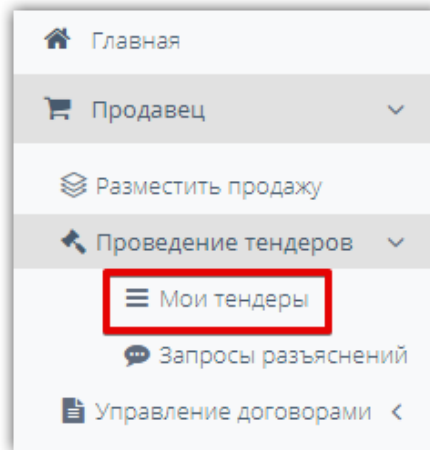 Главная
Продавец
Разместить продажу
Проведение тендеров
Мои тендеры
Запросы разъяснений
Управление договорами